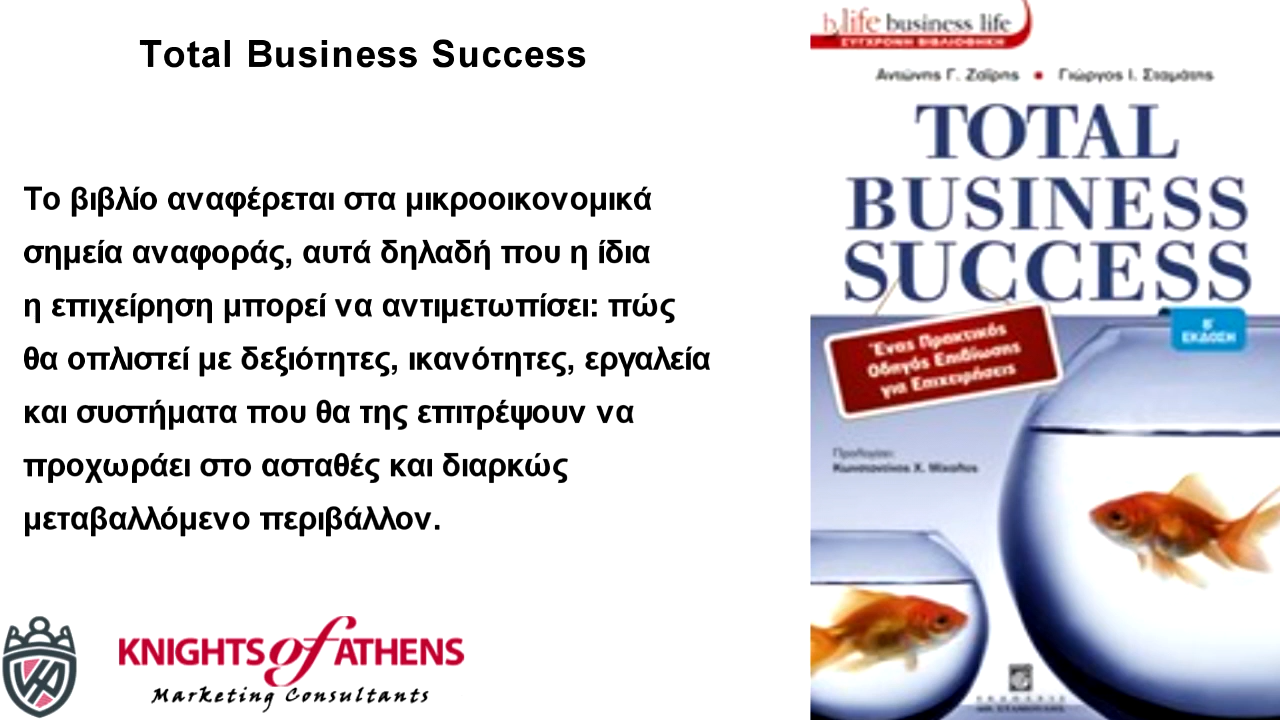 Total Business Success
Το βιβλίο αναφέρεται στα μικροοικονομικά
σημεία αναφοράς, αυτά δηλαδή που η ίδια
η επιχείρηση μπορεί να αντιμετωπίσει: πώς
θα οπλιστεί με δεξιότητες, ικανότητες, εργαλεία
και συστήματα που θα της επιτρέψουν να
προχωράει στο ασταθές και διαρκώς
μεταβαλλόμενο περιβάλλον.
KNIGHTS of ATHENS
Marketing Consultants
life business life
ΣΥΓΧΡΟΝΗ ΒΙΒΛΙΟΘΗΚΗ
Αντώνης Γ. Ζαΐρης • Γιώργος Ι. Σταμάτης
TOTAL
BUSINESS
SUCCESS
Β'
ΕΚΔΟΣΗ
Ένας Πρακτικός
Οδηγός Επιβίωσης
για Επιχειρήσεις
Προλογίζει:
Κωνσταντίνος Χ. Μίχαλος